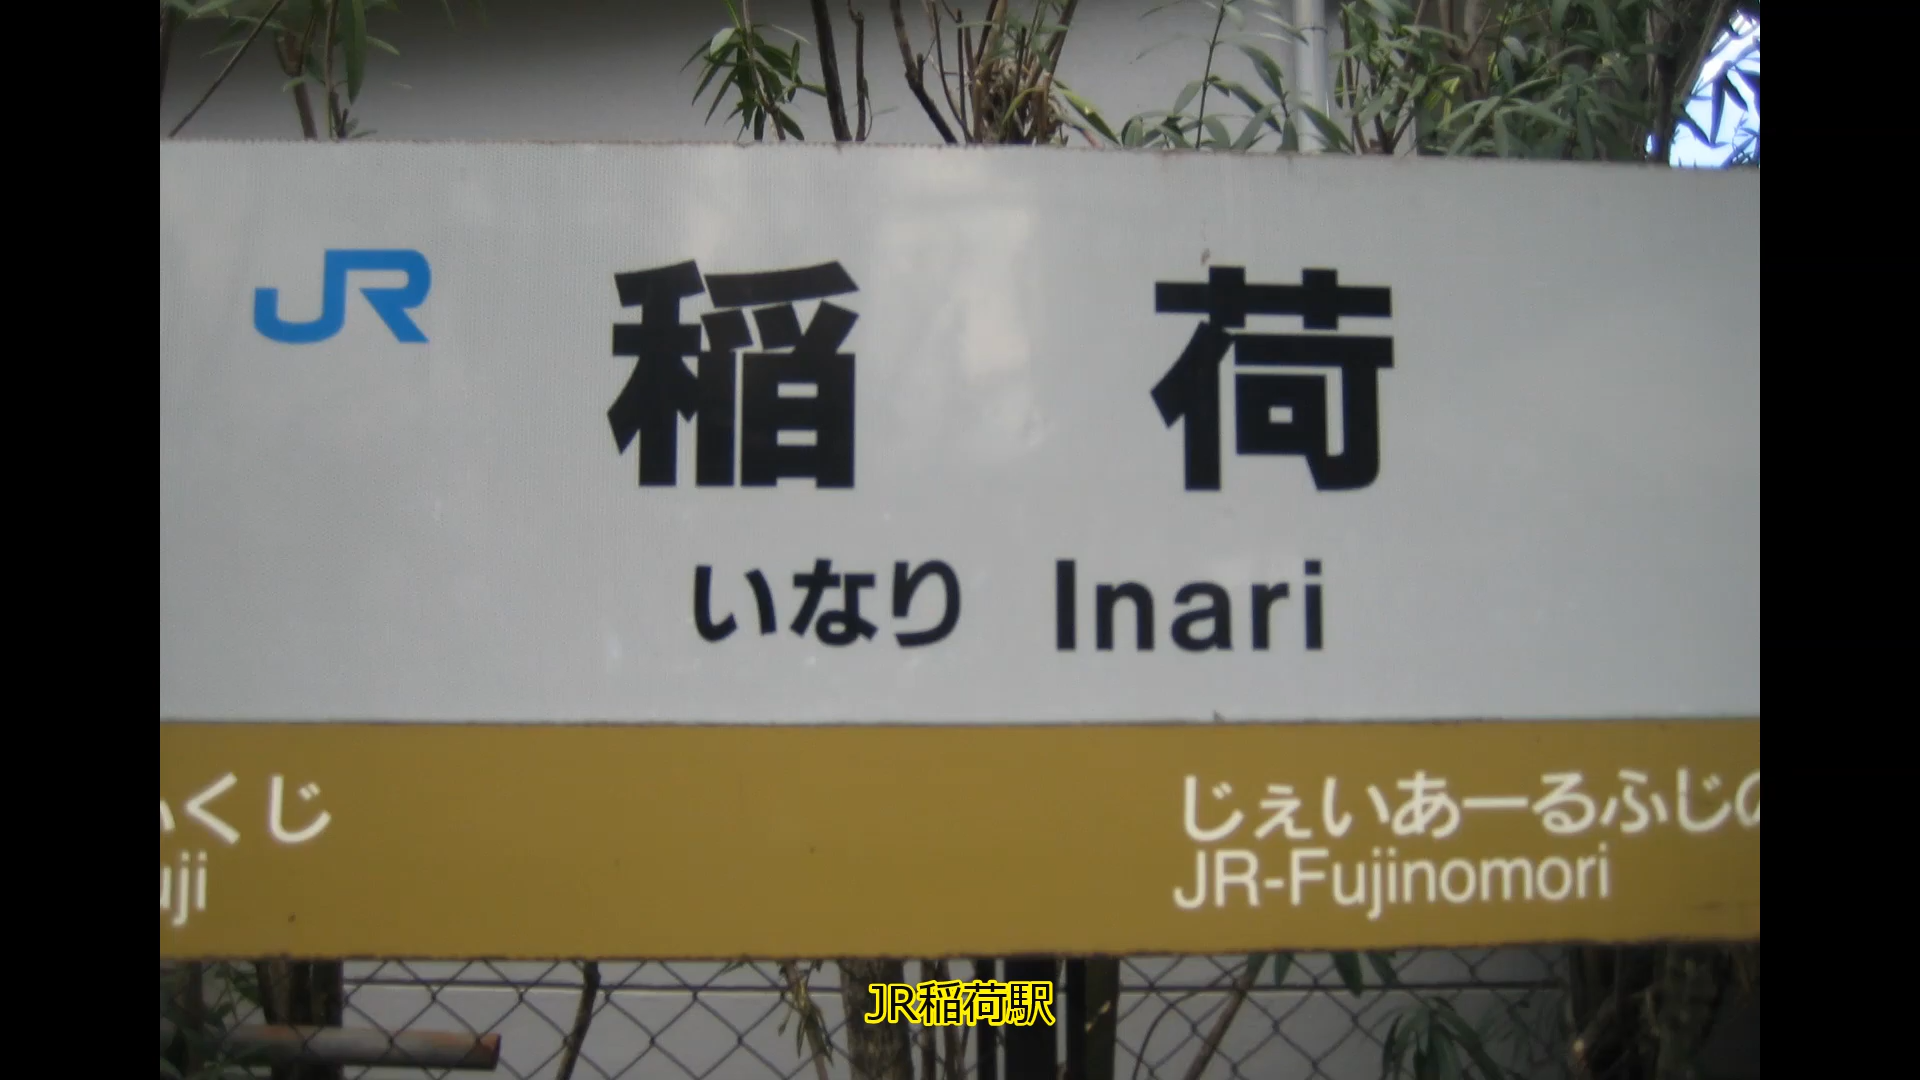 JR
稲荷
いなり Inari
くじ
uji
じぇいあーるふじの
JR-Fujinomori
JR稲荷駅